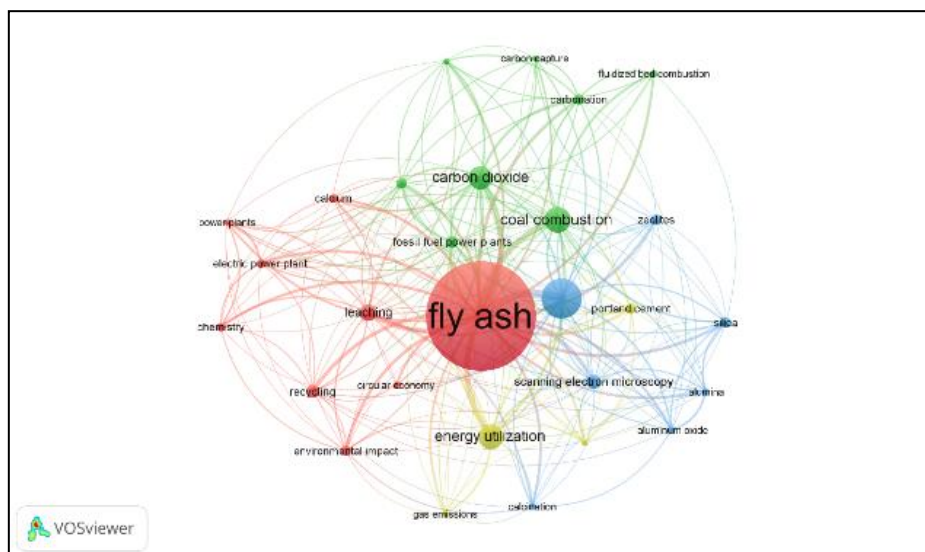 carbon capture
fluidized bed combustion
carbonation
carbon dioxide
calcium
zeolites
power plants
coal combustion
fossil fuel power plants
electric power plant
leaching
fly ash
portland cement
chemistry
silica
circular economy
scanning electron microscopy
recycling
alumina
energy utilization
aluminum oxide
environmental impact
calcination
gas emissions
VOSviewer